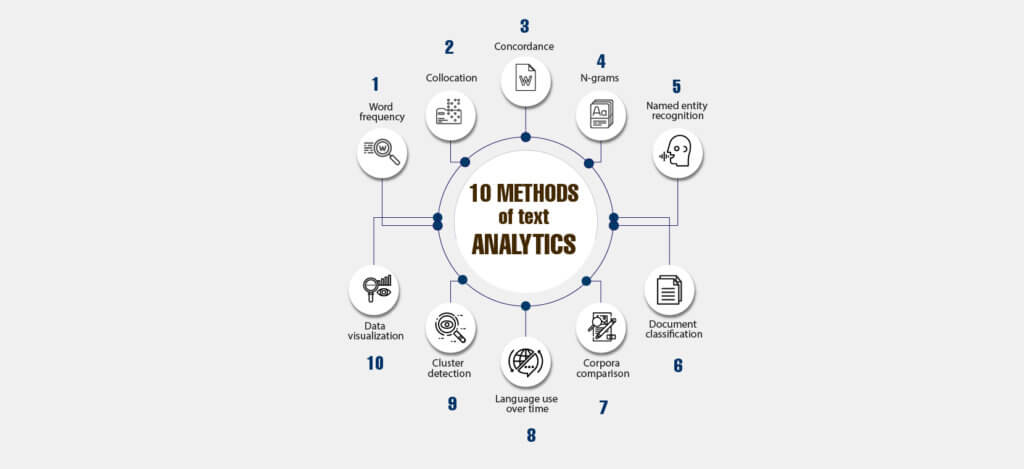 10 METHODS
of text
ANALYTICS
1
Word
frequency
W
2
Collocation
3
Concordance
W
4
N-grams
Aa
5
Named entity
recognition
6
Document
classification
7
Corpora
comparison
8
Language use
over time
9
Cluster
detection
10
Data
visualization